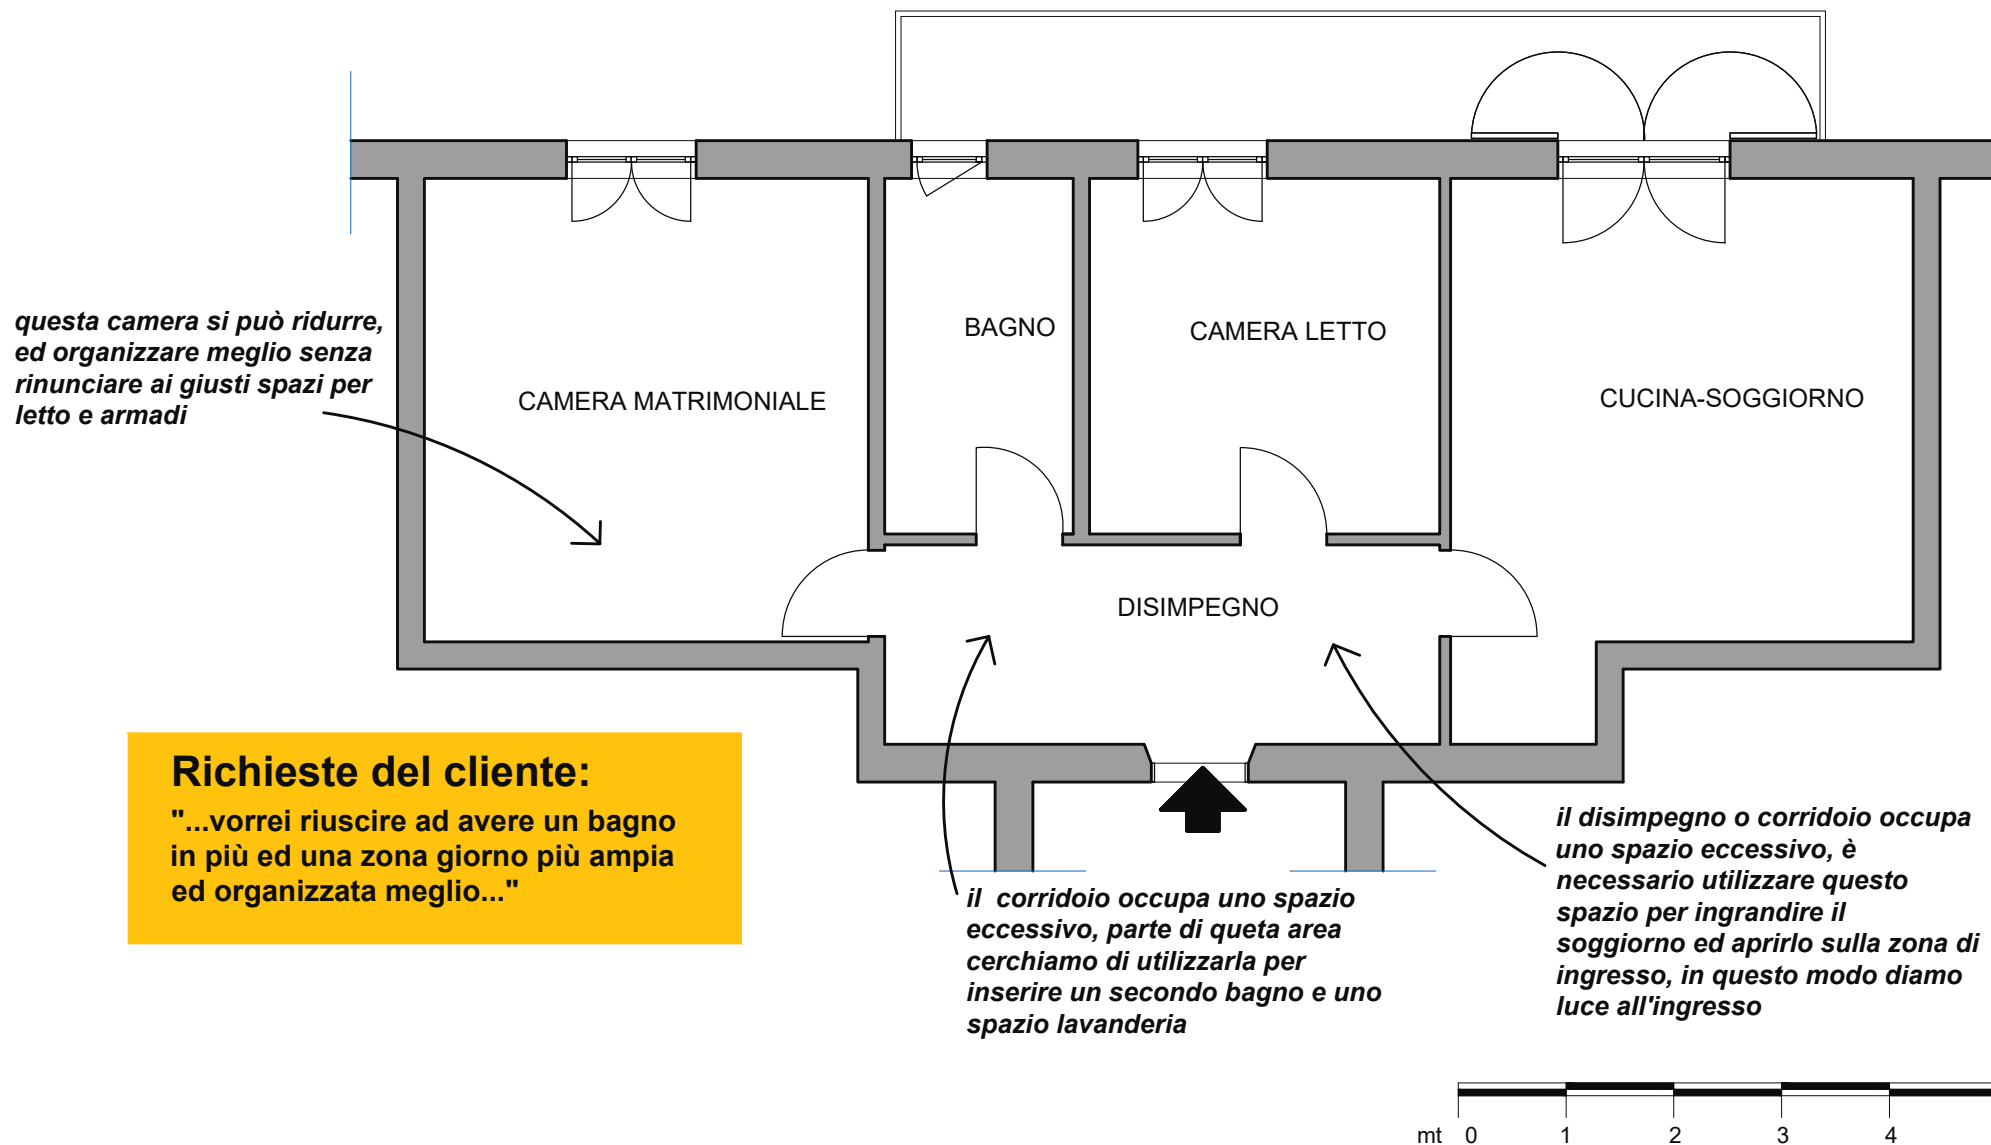 BAGNO
CAMERA LETTO
CAMERA MATRIMONIALE
CUCINA-SOGGIORNO
DISIMPEGNO
questa camera si può ridurre,
ed organizzare meglio senza
rinunciare ai giusti spazi per
letto e armadi
Richieste del cliente:
"...vorrei riuscire ad avere un bagno
in più ed una zona giorno più ampia
ed organizzata meglio..."
il corridoio occupa uno spazio
eccessivo, parte di queta area
cerchiamo di utilizzarla per
inserire un secondo bagno e uno
spazio lavanderia
il disimpegno o corridoio occupa
uno spazio eccessivo, è
necessario utilizzare questo
spazio per ingrandire il
soggiorno ed aprirlo sulla zona di
ingresso, in questo modo diamo
luce all'ingresso
mt 0 1 2 3 4